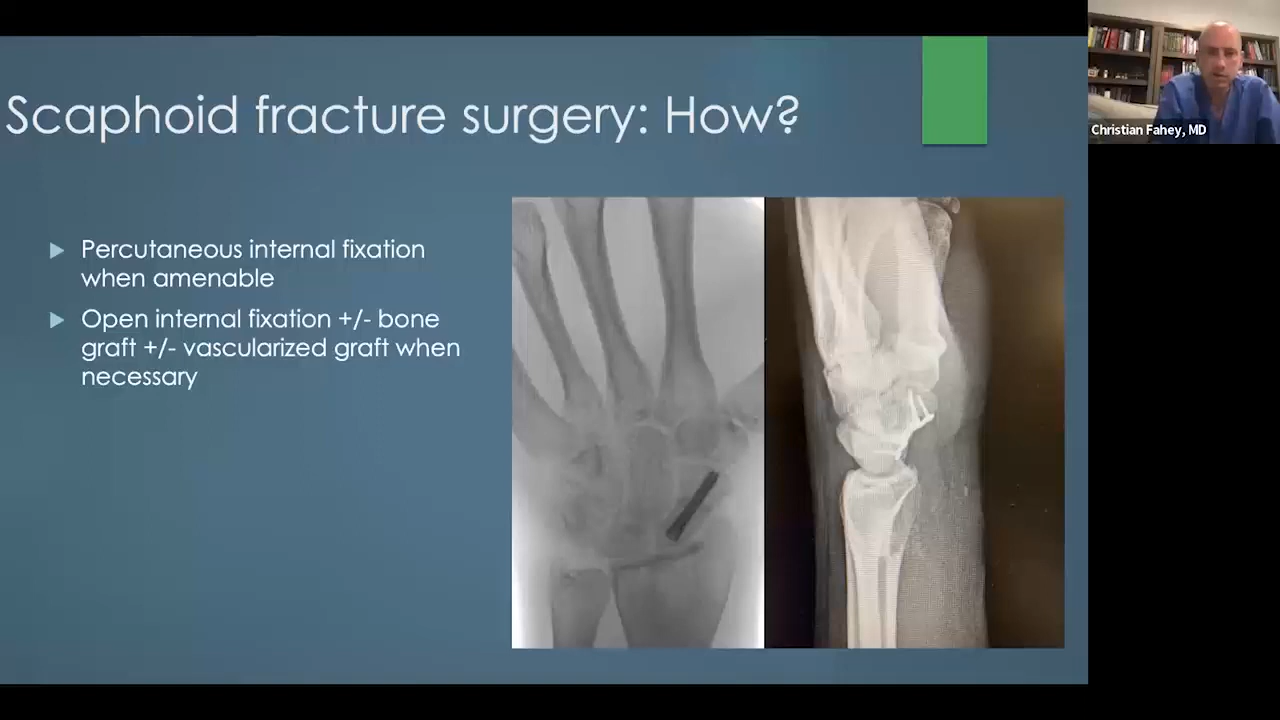 Scaphoid fracture surgery: How?
Percutaneous internal fixation
when amenable
Open internal fixation +/- bone
graft +/- vascularized graft when
necessary
Christian Fahey, MD